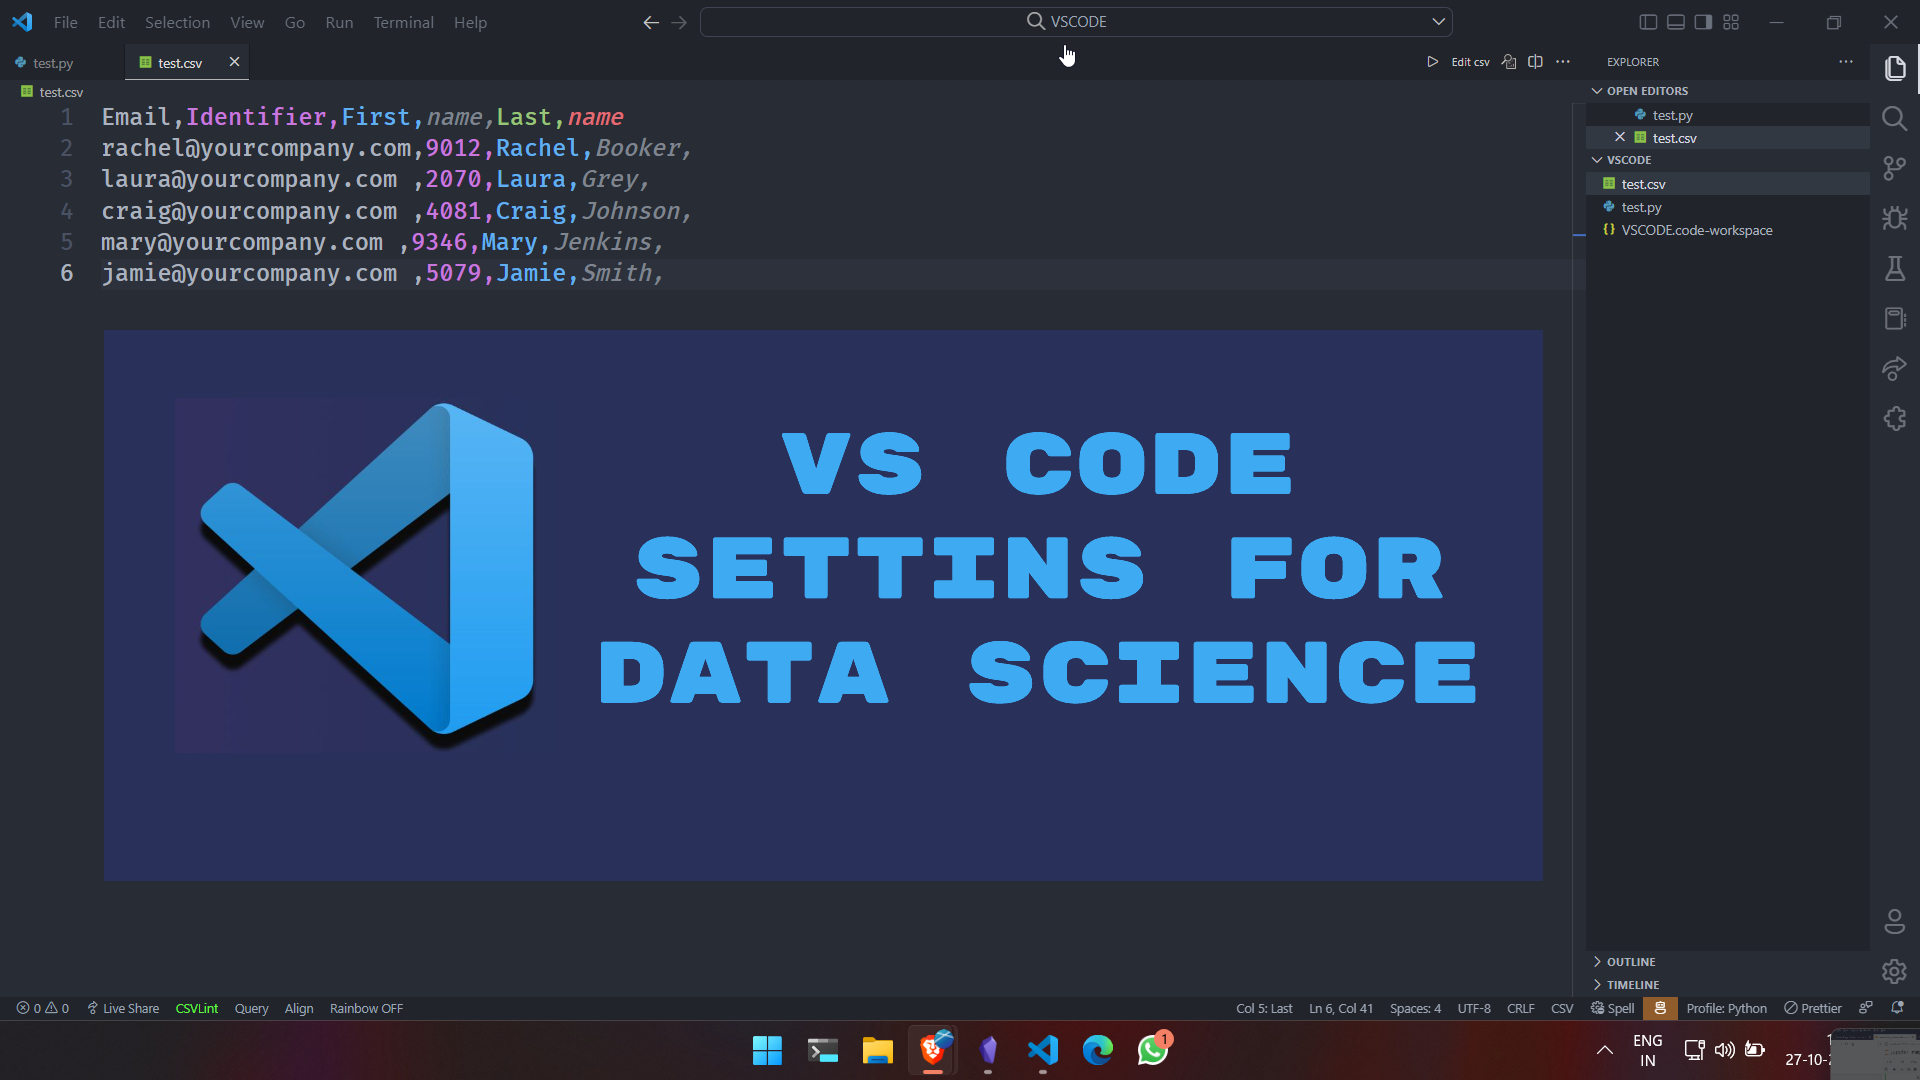 File Edit Selection View Go Run Terminal Help
VSCODE
test.py
test.csv
Edit csv
EXPLORER
test.csv
OPEN EDITORS
test.py
test.csv
VSCODE
test.csv
test.py
VSCODE.code-workspace
1 Email,Identifier,First,name,Last,name
2 rachel@yourcompany.com,9012,Rachel,Booker,
3 laura@yourcompany.com ,2070,Laura,Grey,
4 craig@yourcompany.com ,4081,Craig,Johnson,
5 mary@yourcompany.com ,9346,Mary,Jenkins,
6 jamie@yourcompany.com ,5079,Jamie,Smith,
VS CODE
SETTINS FOR
DATA SCIENCE
OUTLINE
TIMELINE
0 0 Live Share CSVLint Query Align Rainbow OFF
Col 5: Last Ln 6, Col 41 Spaces: 4 UTF-8 CRLF CSV Spell Profile: Python Prettier
1
ENG
IN
27-10-